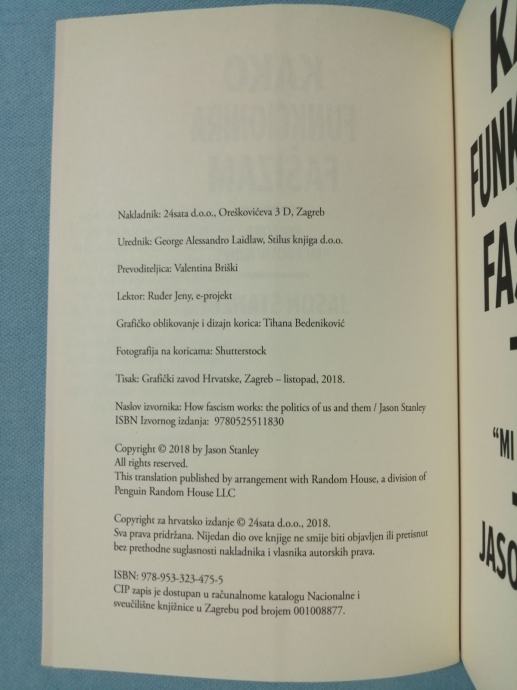 Nakladnik: 24sata d.o.o., Oreškovićeva 3 D, Zagreb
Urednik: George Alessandro Laidlaw, Stilus knjiga d.o.o.
Prevoditeljica: Valentina Briški
Lektor: Ruđer Jeny, e-projekt
Grafičko oblikovanje i dizajn korica: Tihana Bedeniković
Fotografija na koricama: Shutterstock
Tisak: Grafički zavod Hrvatske, Zagreb – listopad, 2018.
Naslov izvornika: How fascism works: the politics of us and them / Jason Stanley
ISBN Izvornog izdanja: 9780525511830
Copyright © 2018 by Jason Stanley
All rights reserved.
This translation published by arrangement with Random House, a division of
Penguin Random House LLC
Copyright za hrvatsko izdanje © 24sata d.o.o., 2018.
Sva prava pridržana. Nijedan dio ove knjige ne smije biti objavljen ili pretisnut
bez prethodne suglasnosti nakladnika i vlasnika autorskih prava.
ISBN: 978-953-323-475-5
CIP zapis je dostupan u računalnome katalogu Nacionalne i
sveučilišne knjižnice u Zagrebu pod brojem 001008877.
KA
FUNK
FAŠ
"MI
JASO